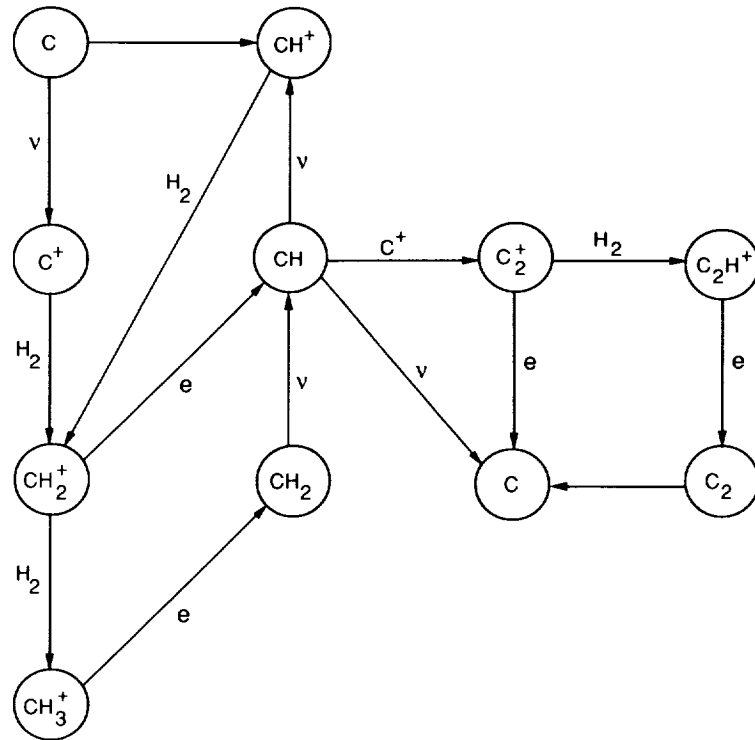 C
CH⁺
ν
ν
H₂
C⁺
CH
C⁺
C₂⁺
H₂
C₂H⁺
H₂
e
ν
ν
e
e
CH₂⁺
CH₂
C
C₂
H₂
e
CH₃⁺